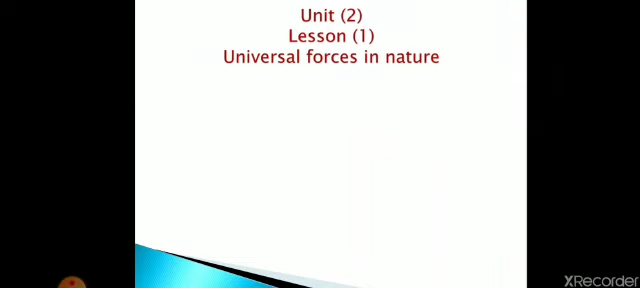 Unit (2)
Lesson (1)
Universal forces in nature
XRecorder